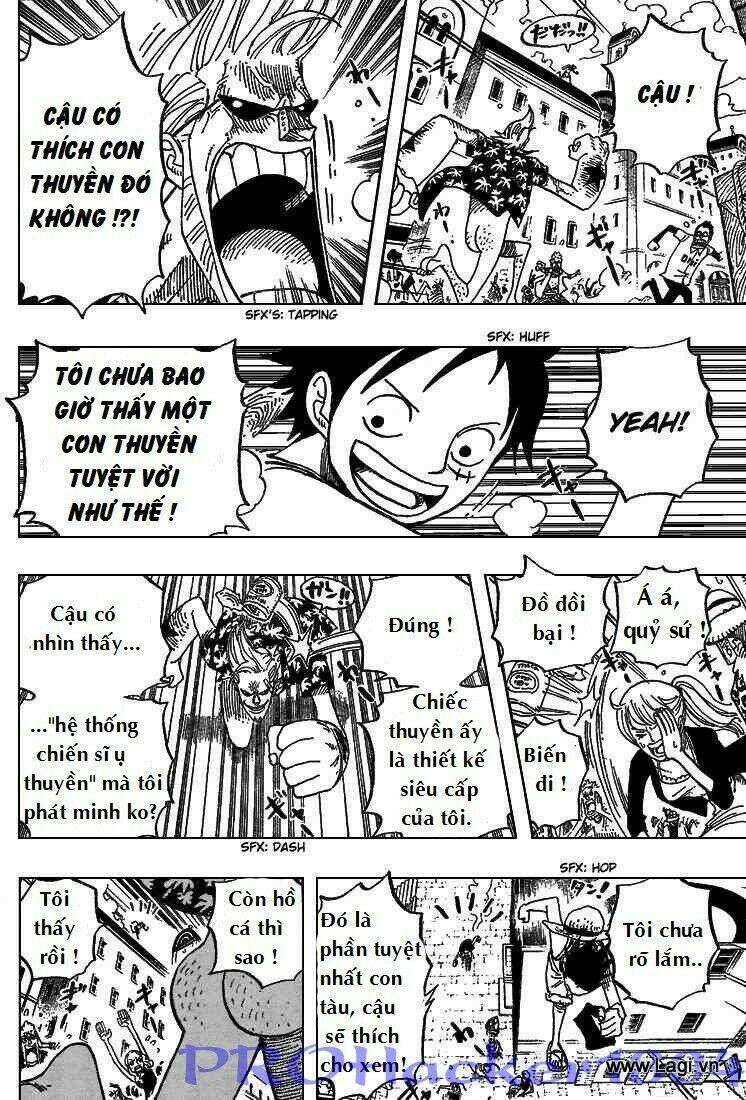 CẬU !
だだっ!!
CẬU CÓ
THÍCH CON
THUYỀN ĐÓ
KHÔNG !?!
SFX'S: TAPPING
SFX: HUFF
YEAH!
TÔI CHƯA BAO
GIỜ THẤY MỘT
CON THUYỀN
TUYỆT VỜI
NHƯ THẾ !
Á á,
quỷ sứ !
Đồ đồi
bại !
Biến
đi !
Đúng !
Chiếc
thuyền ấy
là thiết kế
siêu cấp
của tôi.
Cậu có
nhìn thấy...
..."hệ thống
chiến sĩ ụ
thuyền" mà tôi
phát minh ko?
SFX: DASH
SFX: HOP
Tôi chưa
rõ lắm..
Đó là
phần tuyệt
nhất con
tàu, cậu
sẽ thích
cho xem!
Còn hồ
cá thì
sao !
Tôi
thấy
rồi !
PROHacker1004
www.Lagi.vn